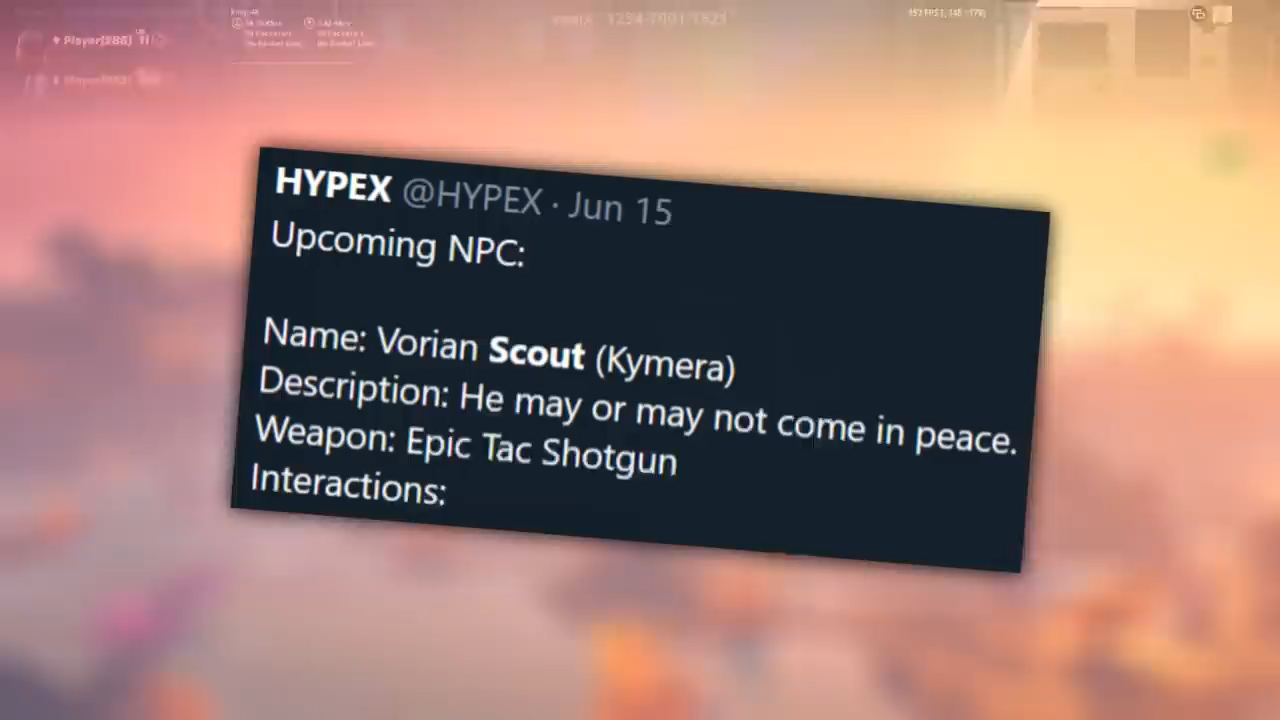 HYPEX @HYPEX · Jun 15
Upcoming NPC:
Name: Vorian Scout (Kymera)
Description: He may or may not come in peace.
Weapon: Epic Tac Shotgun
Interactions: